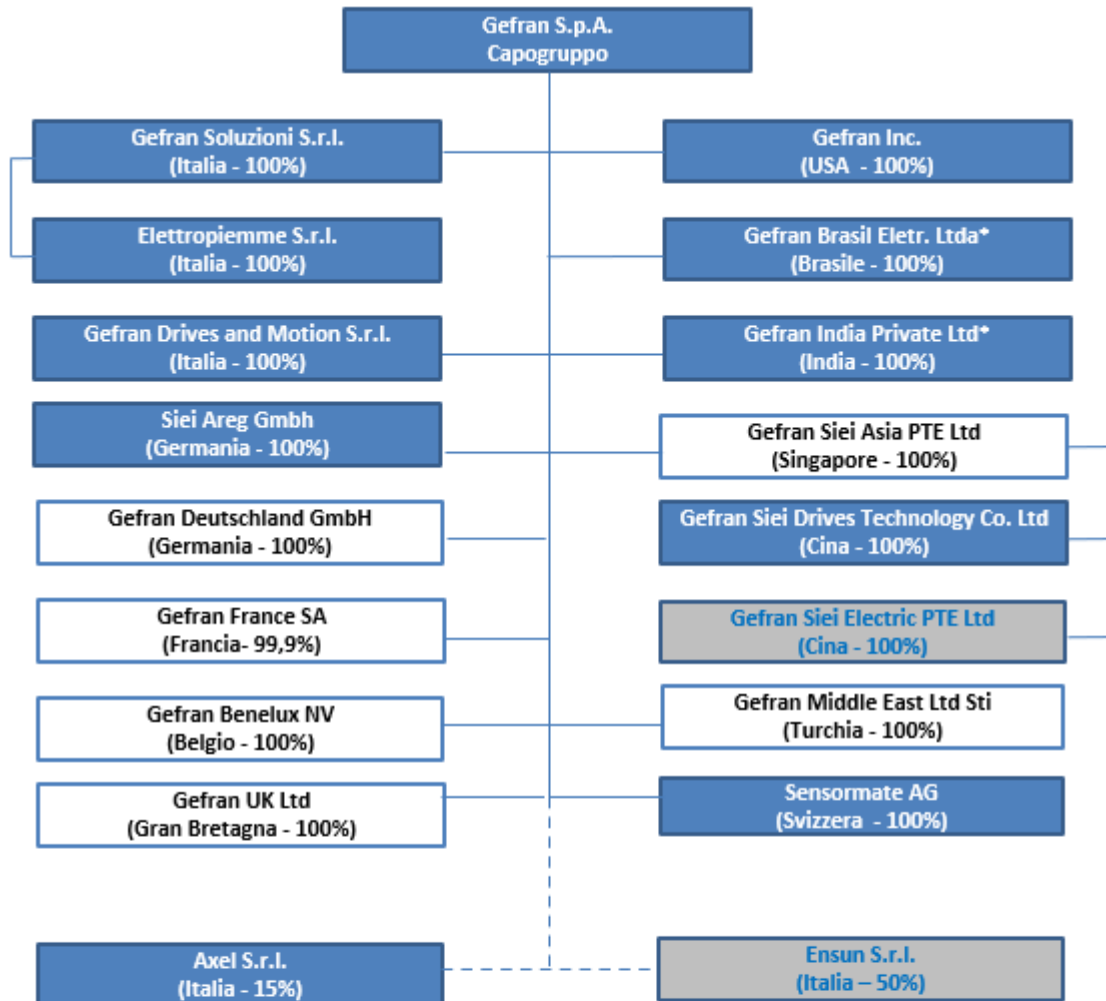 Gefran S.p.A.
Capogruppo
Gefran Soluzioni S.r.l.
(Italia - 100%)
Gefran Inc.
(USA - 100%)
Elettropiemme S.r.l.
(Italia - 100%)
Gefran Brasil Eletr. Ltda*
(Brasile - 100%)
Gefran Drives and Motion S.r.l.
(Italia - 100%)
Gefran India Private Ltd*
(India - 100%)
Siei Areg Gmbh
(Germania - 100%)
Gefran Siei Asia PTE Ltd
(Singapore - 100%)
Gefran Deutschland GmbH
(Germania - 100%)
Gefran Siei Drives Technology Co. Ltd
(Cina - 100%)
Gefran France SA
(Francia- 99,9%)
Gefran Siei Electric PTE Ltd
(Cina - 100%)
Gefran Benelux NV
(Belgio - 100%)
Gefran Middle East Ltd Sti
(Turchia - 100%)
Gefran UK Ltd
(Gran Bretagna - 100%)
Sensormate AG
(Svizzera - 100%)
Axel S.r.l.
(Italia - 15%)
Ensun S.r.l.
(Italia – 50%)